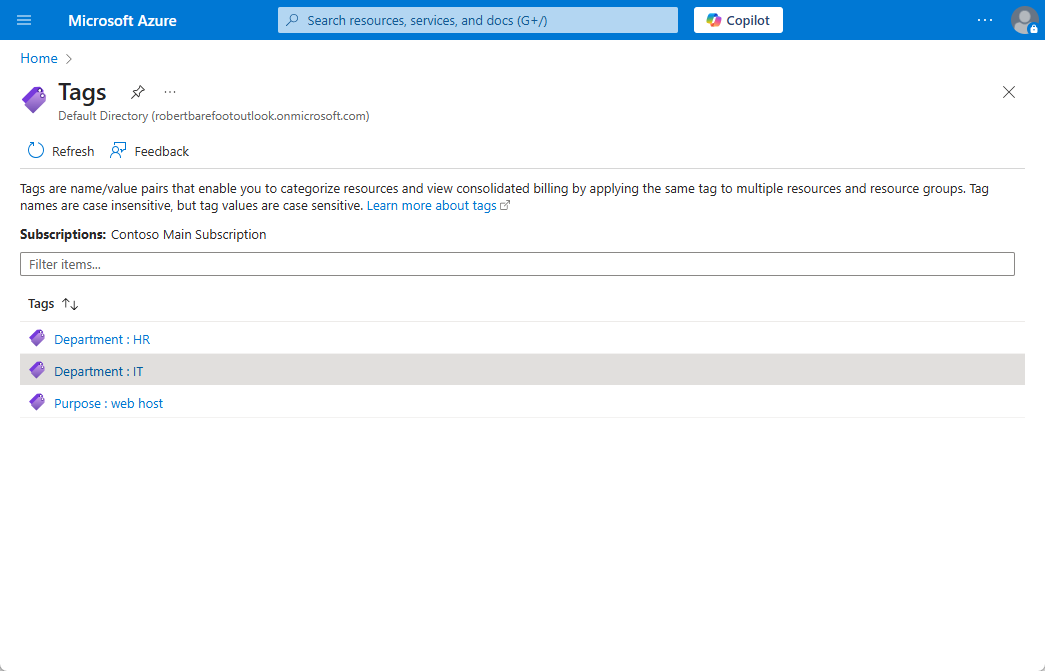 Microsoft Azure
Search resources, services, and docs (G+/)
Copilot
Home
Tags
Default Directory (robertbarefootoutlook.onmicrosoft.com)
Refresh Feedback
Tags are name/value pairs that enable you to categorize resources and view consolidated billing by applying the same tag to multiple resources and resource groups. Tag
names are case insensitive, but tag values are case sensitive. Learn more about tags
Subscriptions: Contoso Main Subscription
Filter items...
Tags
Department : HR
Department : IT
Purpose : web host